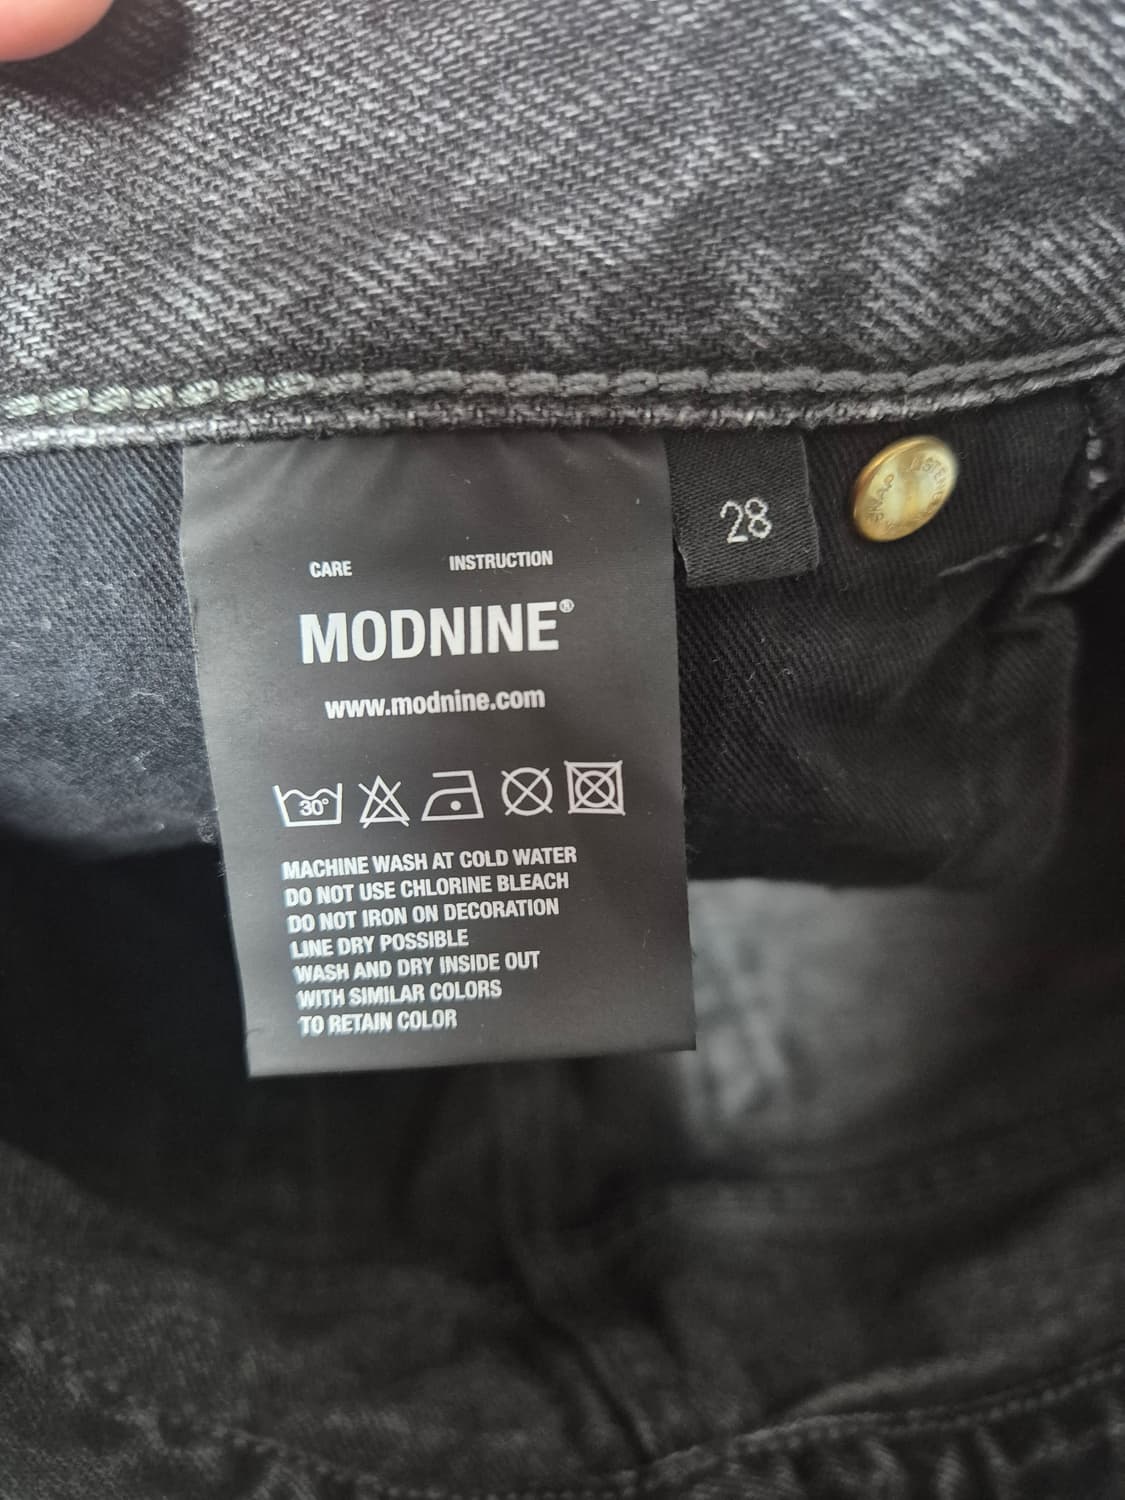 CARE INSTRUCTION
MODNINE®
www.modnine.com
30°
MACHINE WASH AT COLD WATER
DO NOT USE CHLORINE BLEACH
DO NOT IRON ON DECORATION
LINE DRY POSSIBLE
WASH AND DRY INSIDE OUT
WITH SIMILAR COLORS
TO RETAIN COLOR
28